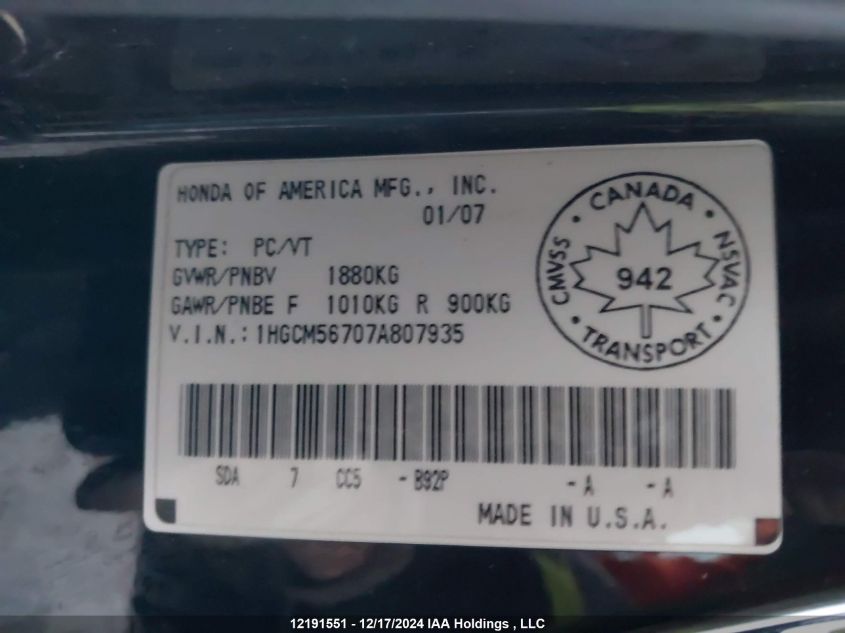 HONDA OF AMERICA MFG., INC.
01/07
TYPE: PC/VT
GVWR/PNBV 1880KG
GAWR/PNBE F 1010KG R 900KG
V.I.N.: 1HGCM56707A807935
CANADA
CMVSS
942
NSVAC
TRANSPORT
SDA 7 CC5 - B92P - A - A
MADE IN U.S.A.
12191551 - 12/17/2024 IAA Holdings , LLC